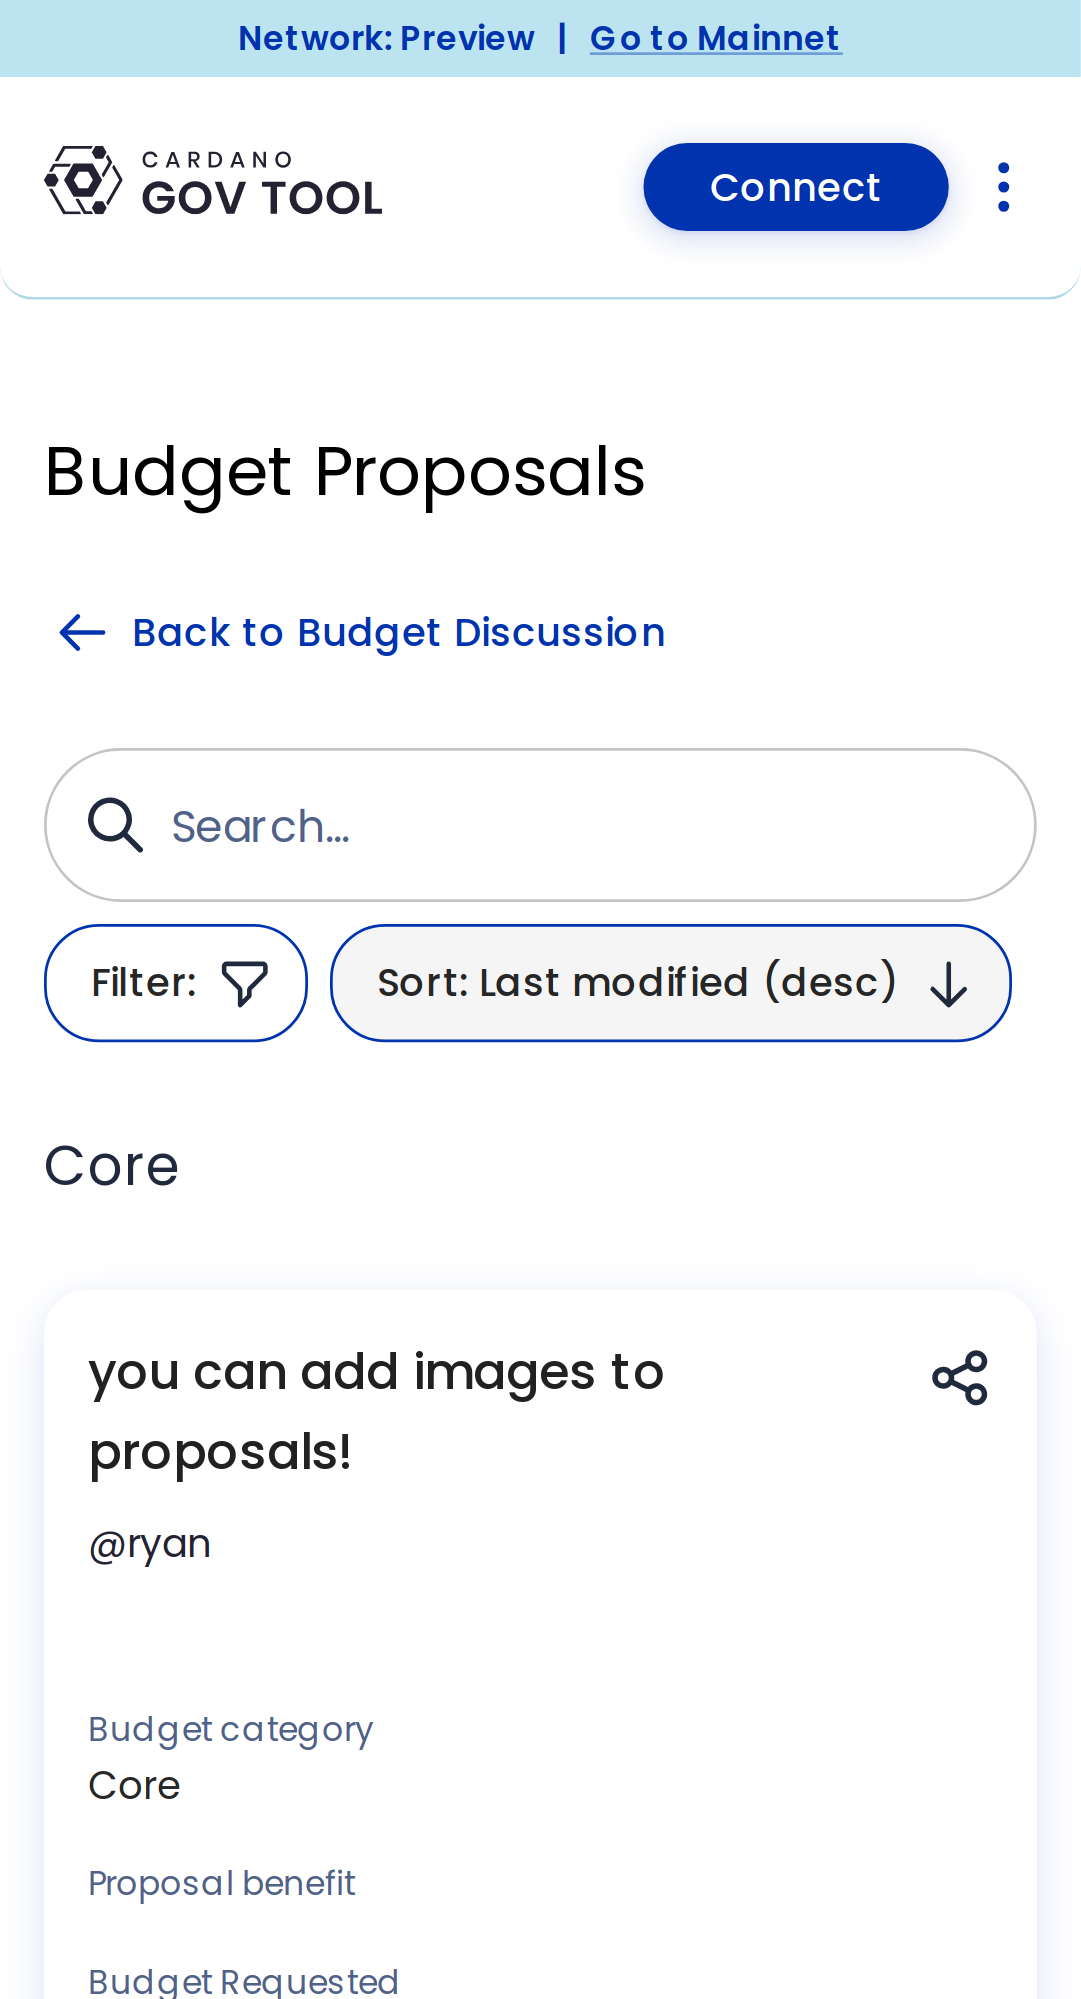 Network: Preview | Go to Mainnet
CARDANO
GOV TOOL
Connect
Budget Proposals
Back to Budget Discussion
Search...
Filter:
Sort: Last modified (desc)
Core
you can add images to
proposals!
@ryan
Budget category
Core
Proposal benefit
Budget Requested